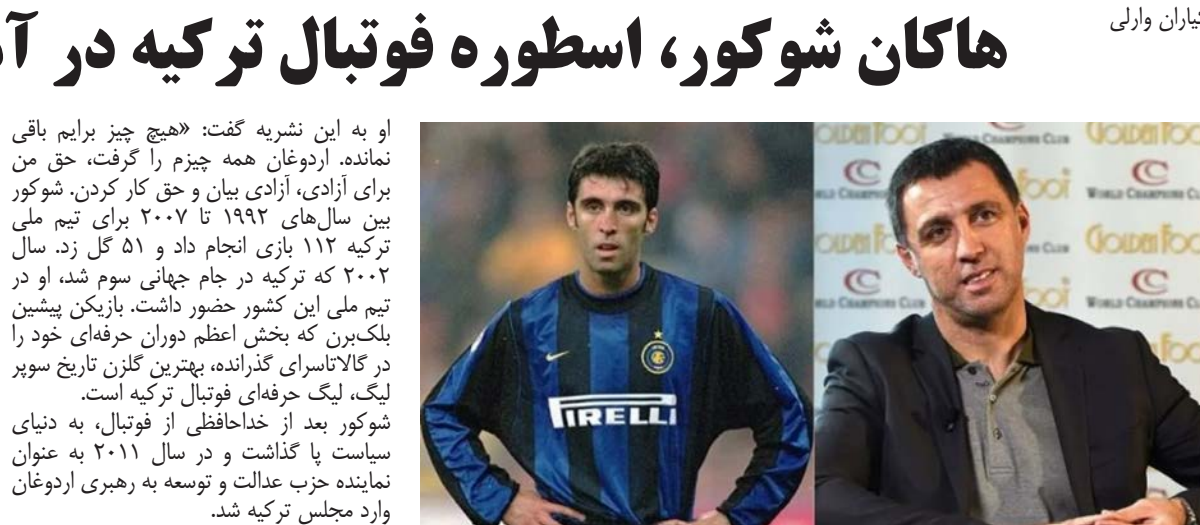 کیاران وارلی
هاکان شوکور، اسطوره فوتبال ترکیه در
او به این نشریه گفت: «هیچ چیز برایم باقی
نمانده. اردوغان همه چیزم را گرفت، حق من
برای آزادی، آزادی بیان و حق کار کردن. شوکور
بین سال‌های ۱۹۹۲ تا ۲۰۰۷ برای تیم ملی
ترکیه ۱۱۲ بازی انجام داد و ۵۱ گل زد. سال
۲۰۰۲ که ترکیه در جام جهانی سوم شد، او در
تیم ملی این کشور حضور داشت. بازیکن پیشین
بلک‌برن که بخش اعظم دوران حرفه‌ای خود را
در گالاتاسرای گذرانده، بهترین گلزن تاریخ سوپر
لیگ، لیگ حرفه‌ای فوتبال ترکیه است.
شوکور بعد از خداحافظی از فوتبال، به دنیای
سیاست پا گذاشت و در سال ۲۰۱۱ به عنوان
نماینده حزب عدالت و توسعه به رهبری اردوغان
وارد مجلس ترکیه شد.
PIRELLI
GOLDEN FOOT
WORLD CHAMPIONS CLUB